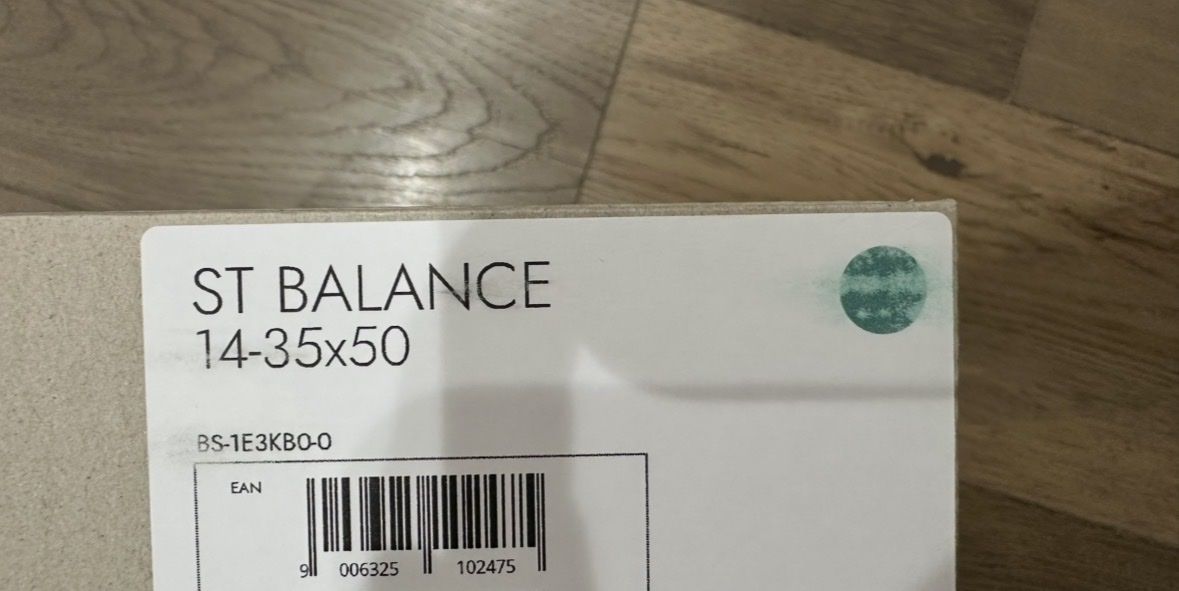 ST BALANCE
14-35x50
BS-1E3KB0-0
EAN
9 006325 102475